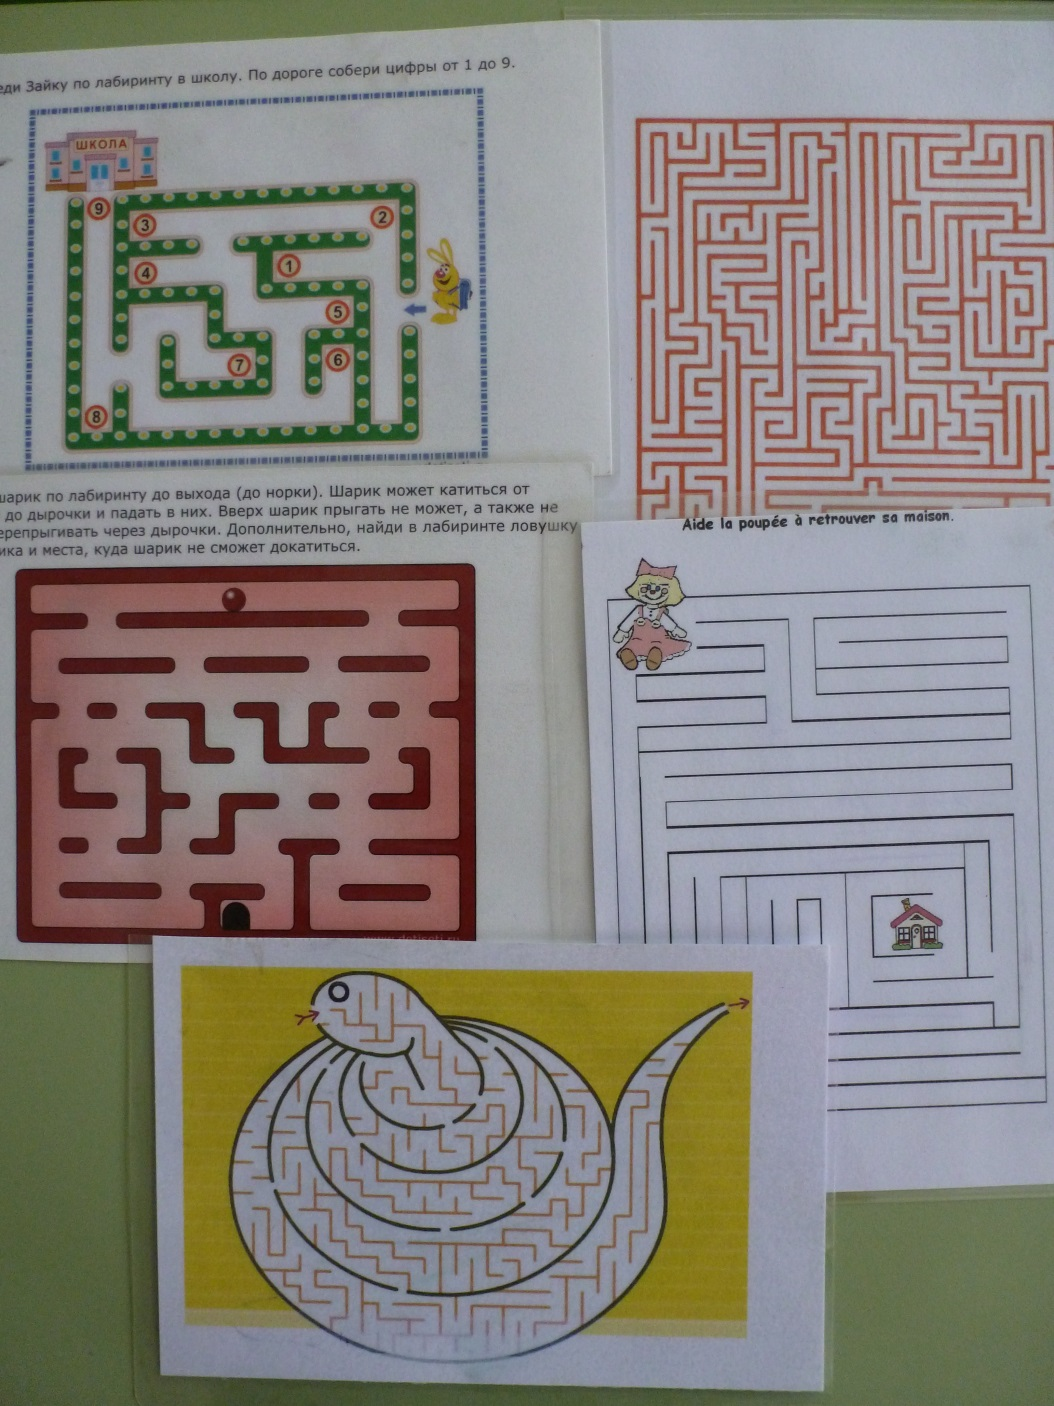 Зайку по лабиринту в школу. По дороге собери цифры от 1 до 9.
ШКОЛА
9
3
2
4
1
5
7
6
8
шарик по лабиринту до выхода (до норки). Шарик может катиться от
до дырочки и падать в них. Вверх шарик прыгать не может, а также не
через дырочки. Дополнительно, найди в лабиринте ловушку
и места, куда шарик не сможет докатиться.
Aide la poupée à retrouver sa maison.